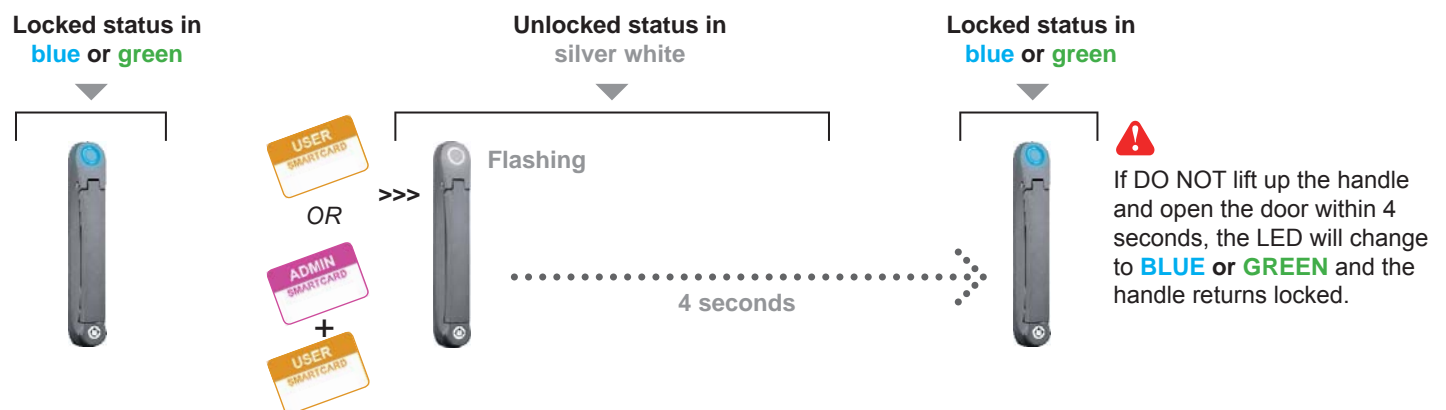 Locked status in
blue or green
Unlocked status in
silver white
Locked status in
blue or green
USER
SMARTCARD
OR
ADMIN
SMARTCARD
+
USER
SMARTCARD
>>>
Flashing
4 seconds
!
If DO NOT lift up the handle
and open the door within 4
seconds, the LED will change
to BLUE or GREEN and the
handle returns locked.